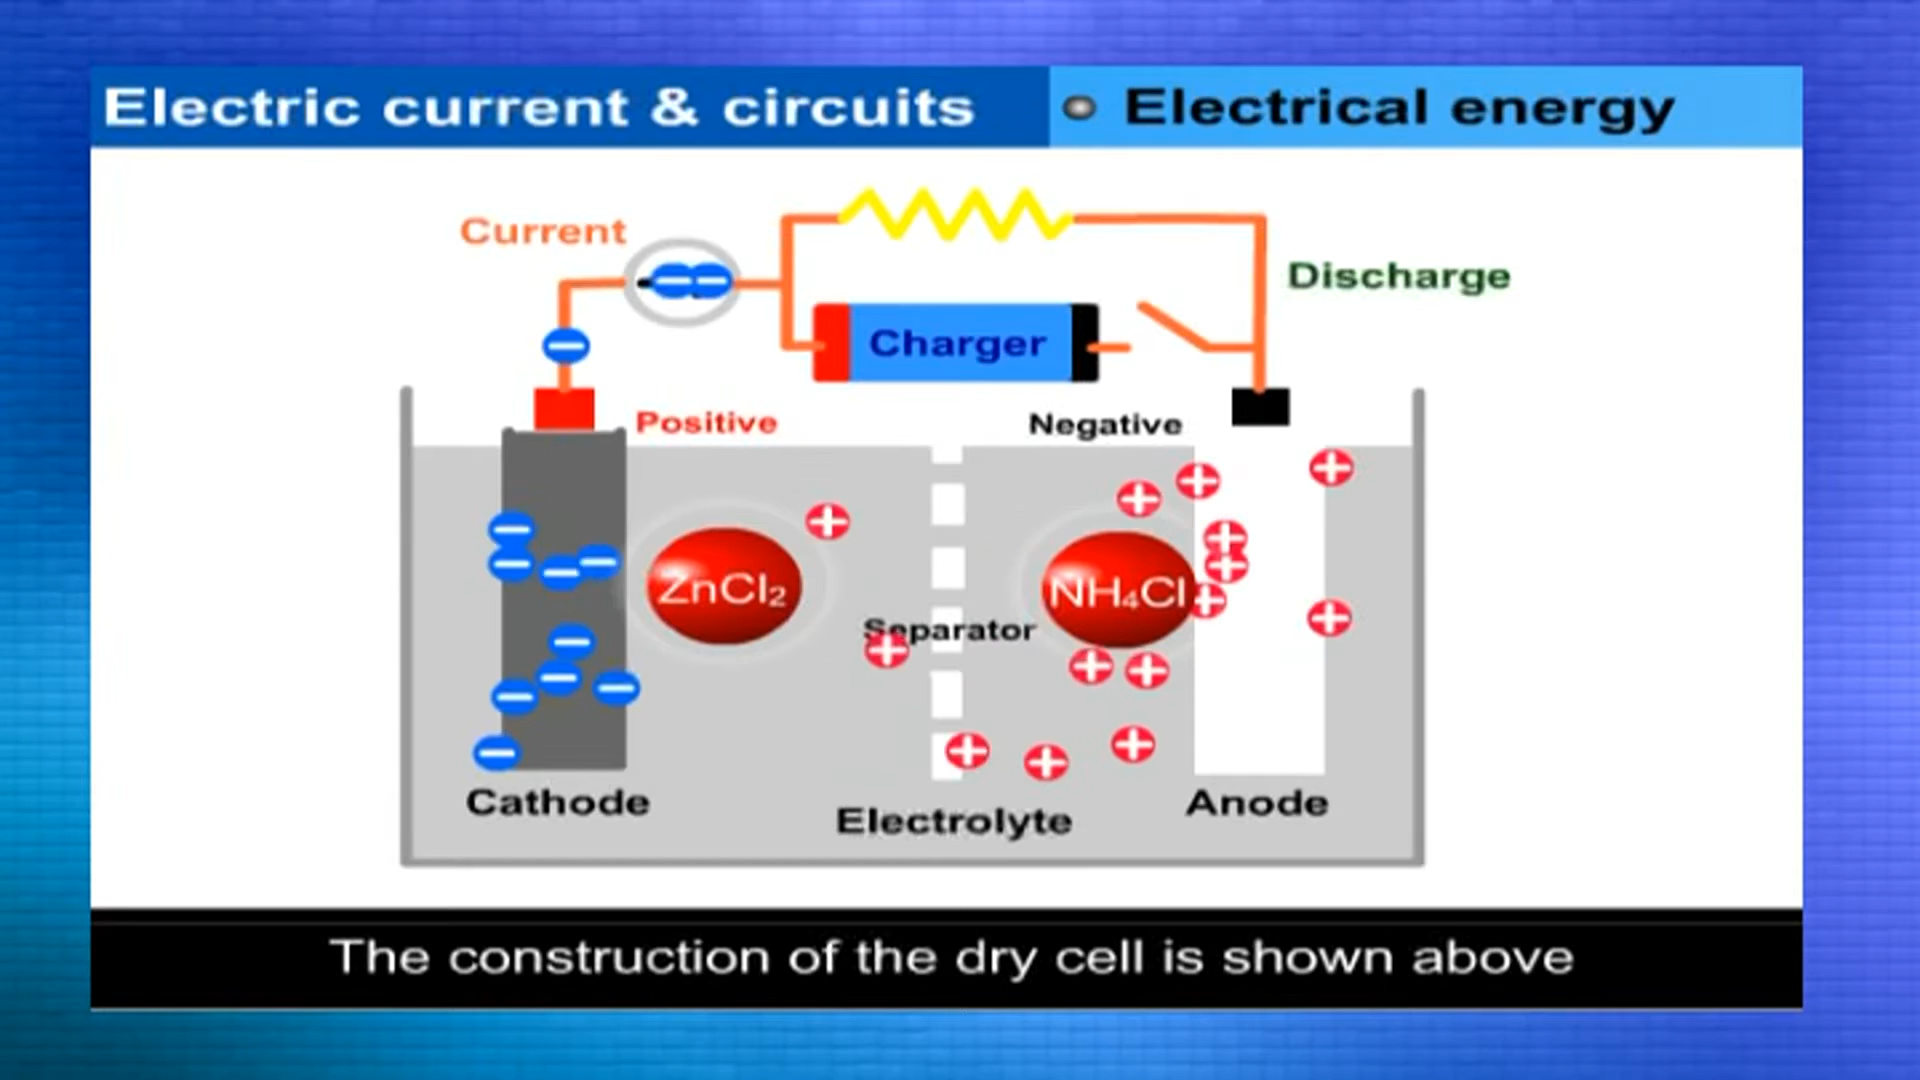 Electric current & circuits
Electrical energy
Current
Discharge
Charger
Positive
Negative
ZnCl₂
NH₄Cl
Separator
Cathode
Anode
Electrolyte
The construction of the dry cell is shown above